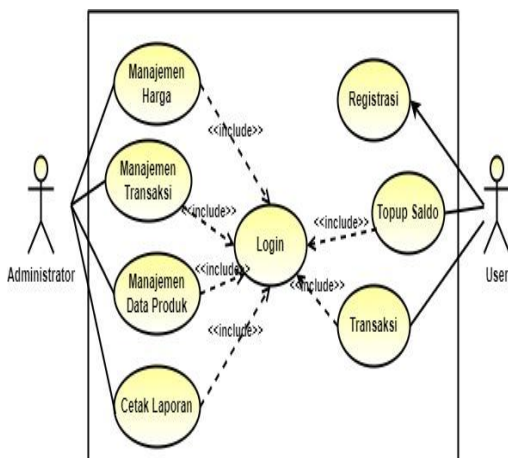 Manajemen
Harga
Registrasi
<<include>>
Manajemen
Transaksi
<<include>>
<<include>>
Topup Saldo
Login
Administrator
User
Manajemen
Data Produk
<<include>>
Transaksi
<<include>>
Cetak Laporan